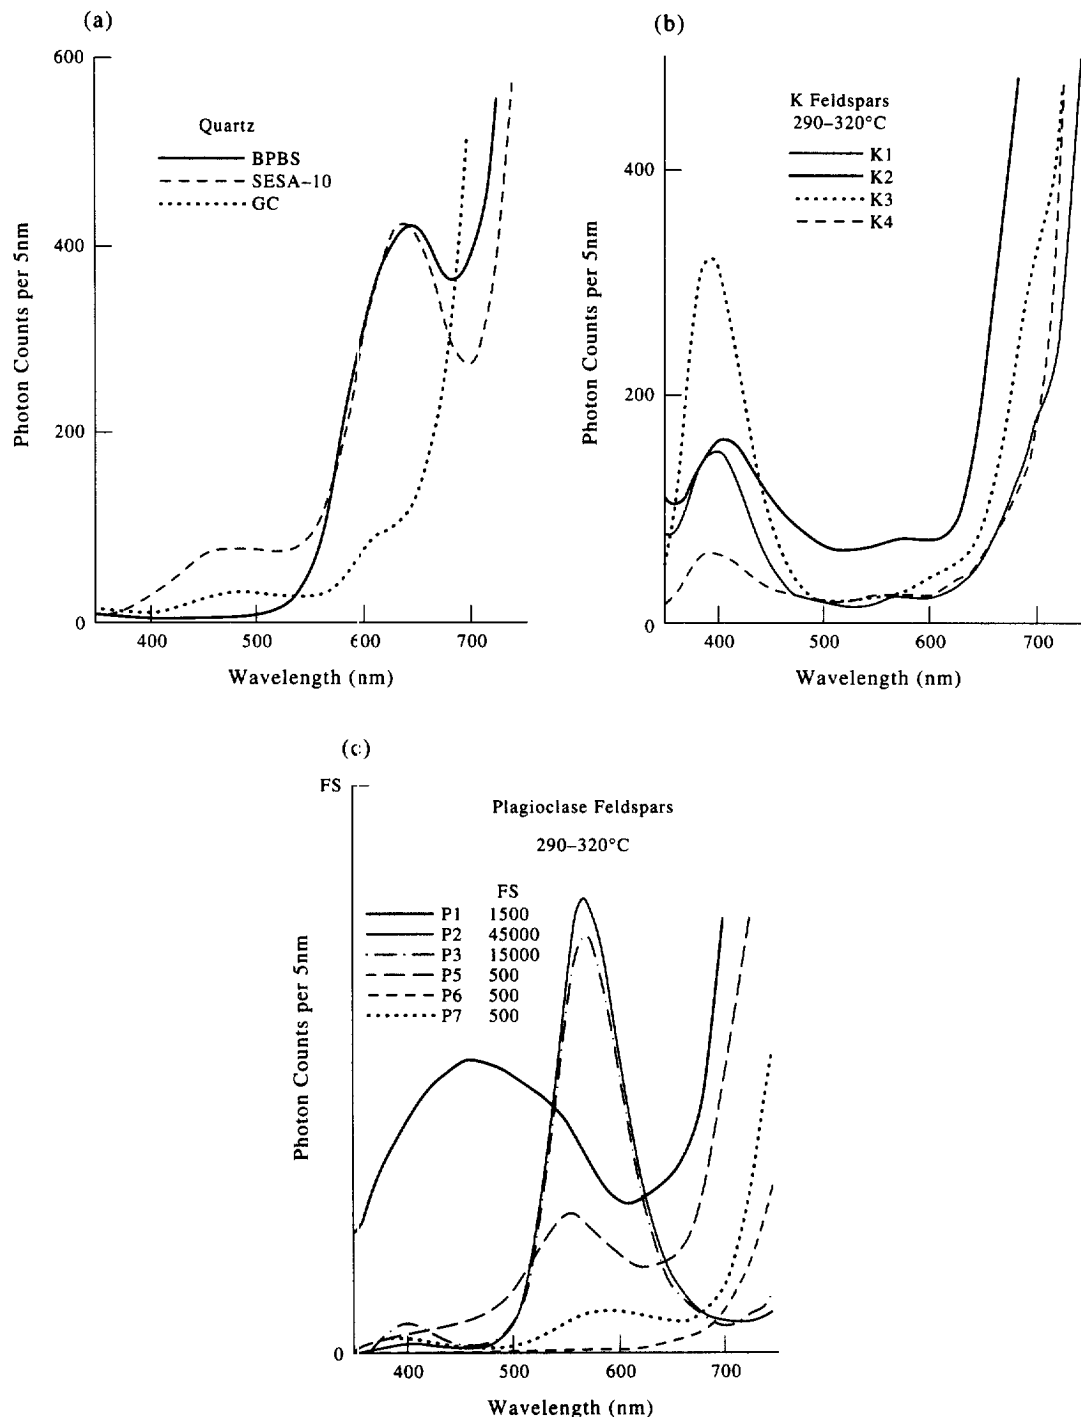 (a)
600
400
200
0
Photon Counts per 5nm
Quartz
BPBS
SESA-10
GC
400 500 600 700
Wavelength (nm)
(b)
400
200
0
Photon Counts per 5nm
K Feldspars
290-320°C
K1
K2
K3
K4
400 500 600 700
Wavelength (nm)
(c)
FS
0
Photon Counts per 5nm
Plagioclase Feldspars
290-320°C
FS
P1 1500
P2 45000
P3 15000
P5 500
P6 500
P7 500
400 500 600 700
Wavelength (nm)